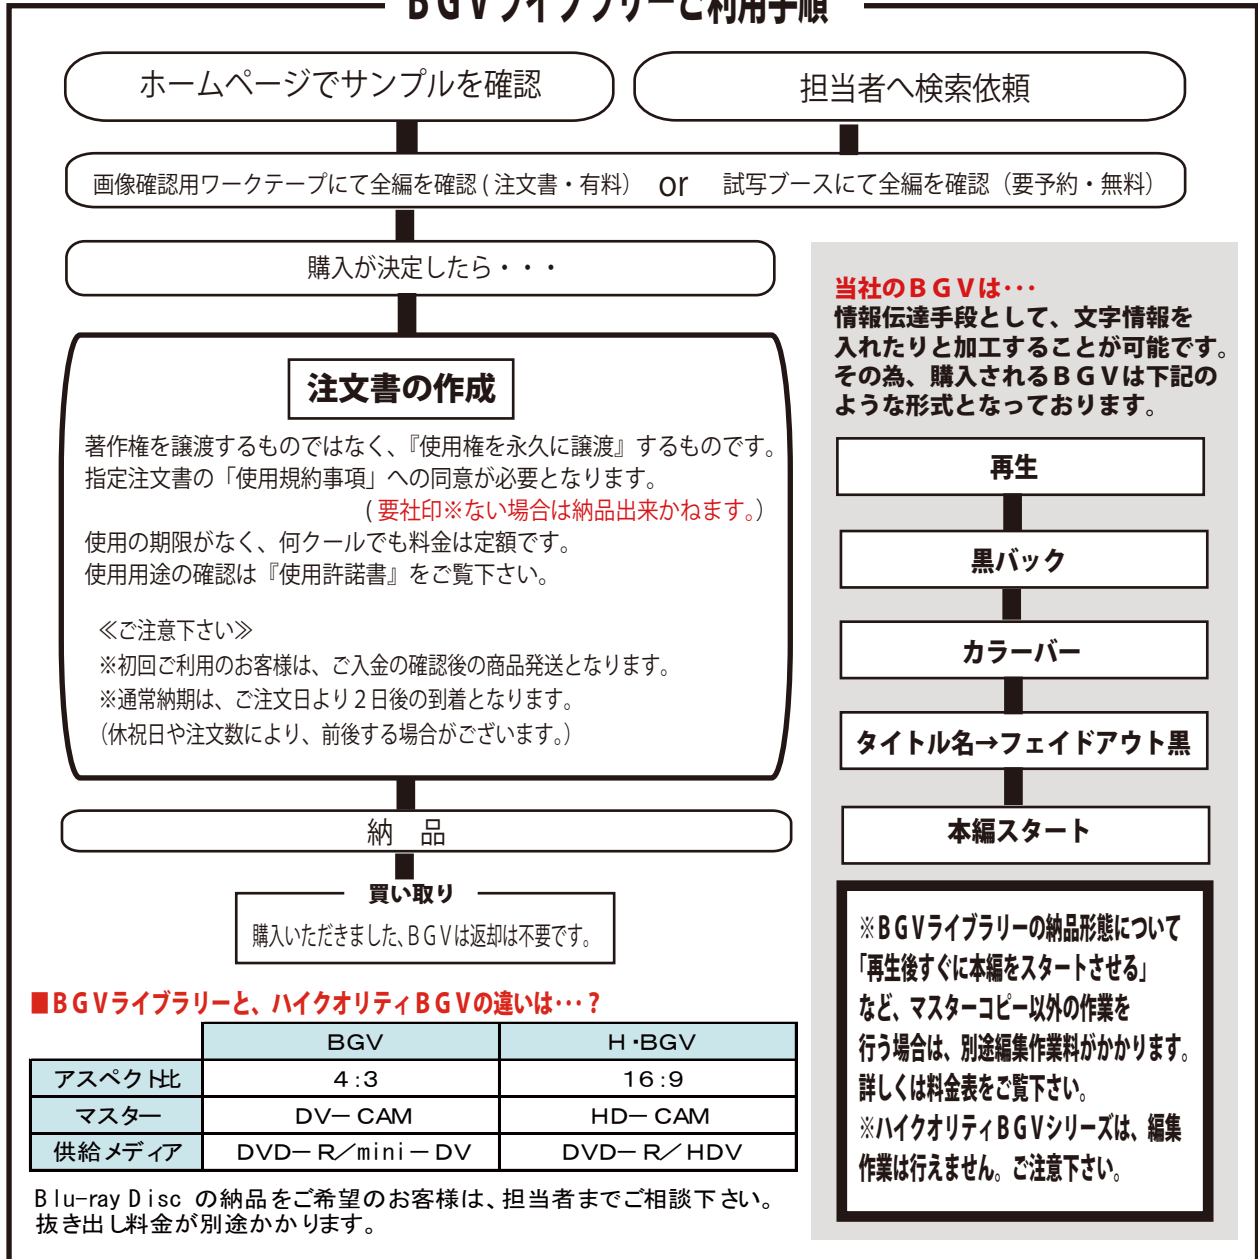 BGVライブラリーご利用手順
ホームページでサンプルを確認
担当者へ検索依頼
画像確認用ワークテープにて全編を確認(注文書・有料) or 試写ブースにて全編を確認(要予約・無料)
購入が決定したら・・・
注文書の作成
著作権を譲渡するものではなく、『使用権を永久に譲渡』するものです。
指定注文書の「使用規約事項」への同意が必要となります。
(要社印※ない場合は納品出来かねます。)
使用の期限がなく、何クールでも料金は定額です。
使用用途の確認は『使用許諾書』をご覧下さい。
≪ご注意下さい≫
※初回ご利用のお客様は、ご入金の確認後の商品発送となります。
※通常納期は、ご注文日より2日後の到着となります。
(休祝日や注文数により、前後する場合がございます。)
納 品
買い取り
購入いただきました、BGVは返却は不要です。
当社のBGVは・・・
情報伝達手段として、文字情報を
入れたりと加工することが可能です。
その為、購入されるBGVは下記の
ような形式となっております。
再生
黒バック
カラーバー
タイトル名→フェイドアウト黒
本編スタート
※BGVライブラリーの納品形態について
「再生後すぐに本編をスタートさせる」
など、マスターコピー以外の作業を
行う場合は、別途編集作業料がかかります。
詳しくは料金表をご覧下さい。
※ハイクオリティBGVシリーズは、編集
作業は行えません。ご注意下さい。
■BGVライブラリーと、ハイクオリティBGVの違いは・・・?
BGV H・BGV
アスペクト比 4:3 16:9
マスター DV－CAM HD－CAM
供給メディア DVD－R／mini－DV DVD－R／HDV
Blu-ray Disc の納品をご希望のお客様は、担当者までご相談下さい。
抜き出し料金が別途かかります。